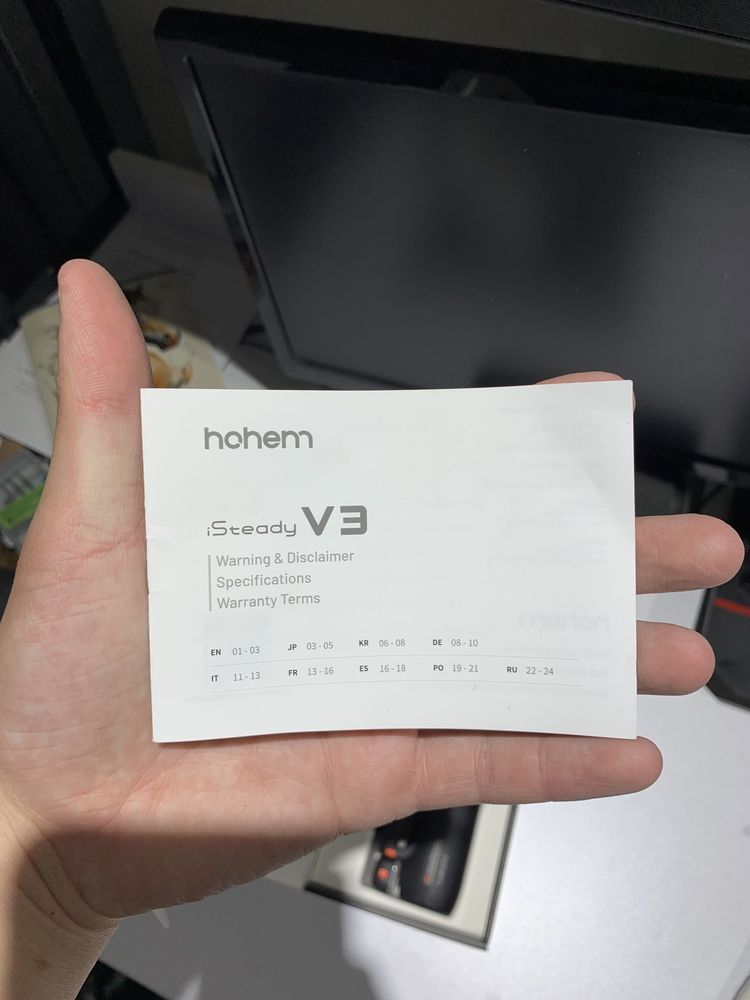 hohem
iSteady V3
Warning & Disclaimer
Specifications
Warranty Terms
EN 01 - 03 JP 03 - 05 KR 06 - 08 DE 08 - 10
IT 11 - 13 FR 13 - 16 ES 16 - 18 PO 19 - 21 RU 22 - 24